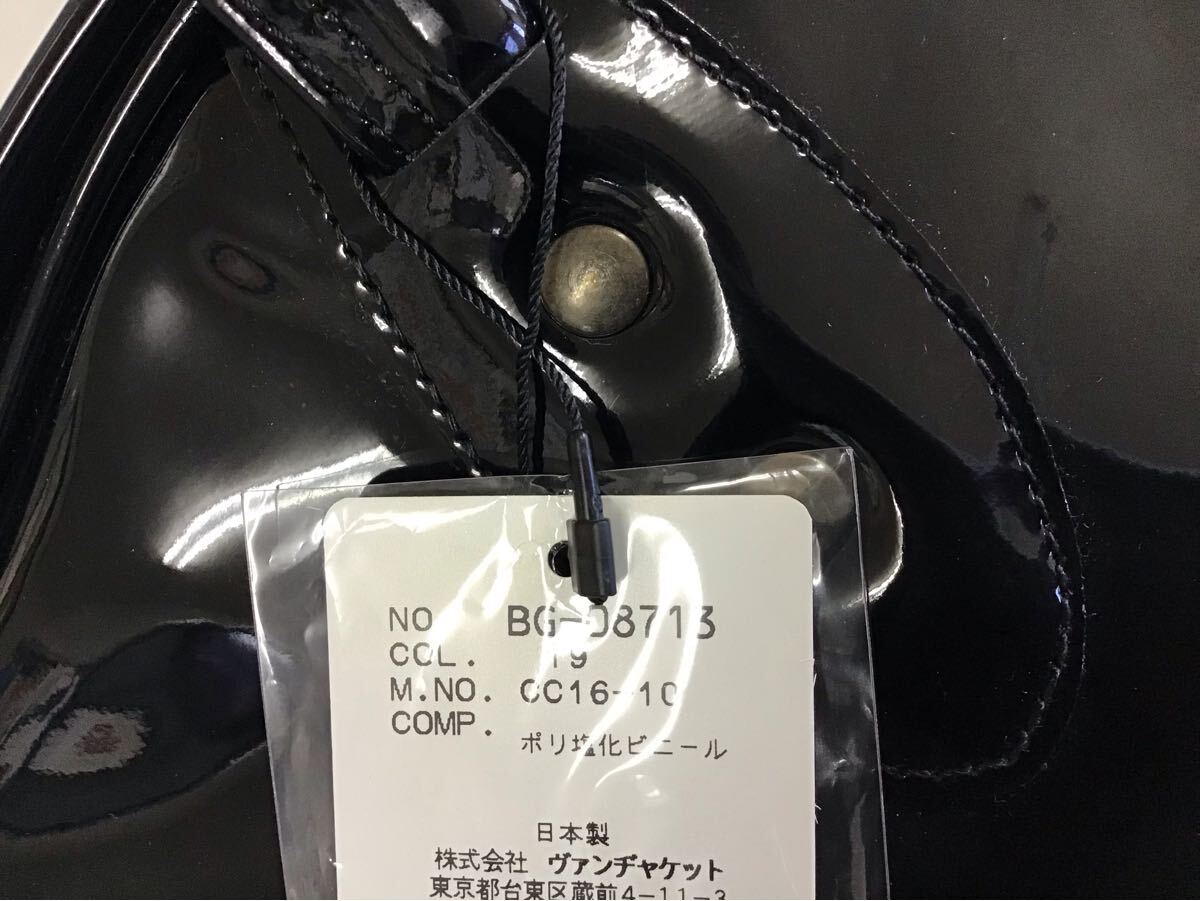 NO. BG-08713
COL. 19
M.NO. CC16-10
COMP.
ポリ塩化ビニール
日本製
株式会社 ヴァンヂャケット
東京都台東区蔵前4-11-3